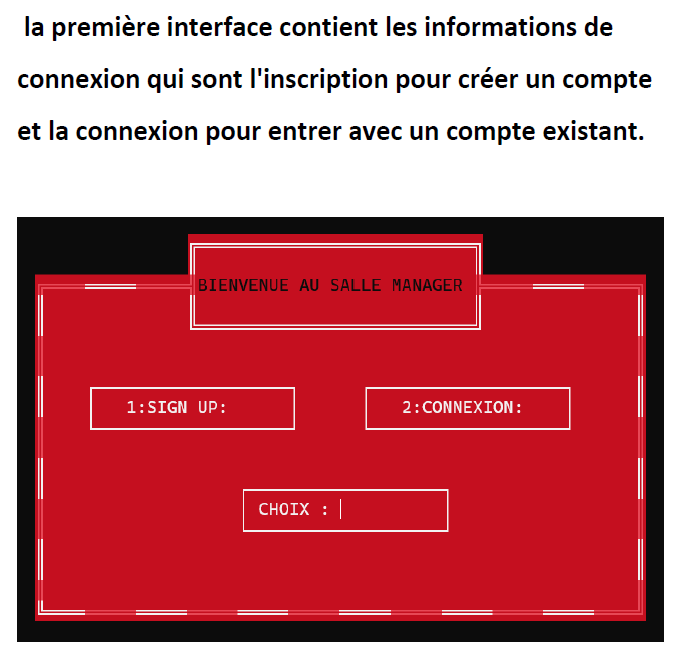 la première interface contient les informations de
connexion qui sont l'inscription pour créer un compte
et la connexion pour entrer avec un compte existant.
BIENVENUE AU SALLE MANAGER
1:SIGN UP:
2:CONNEXION:
CHOIX :